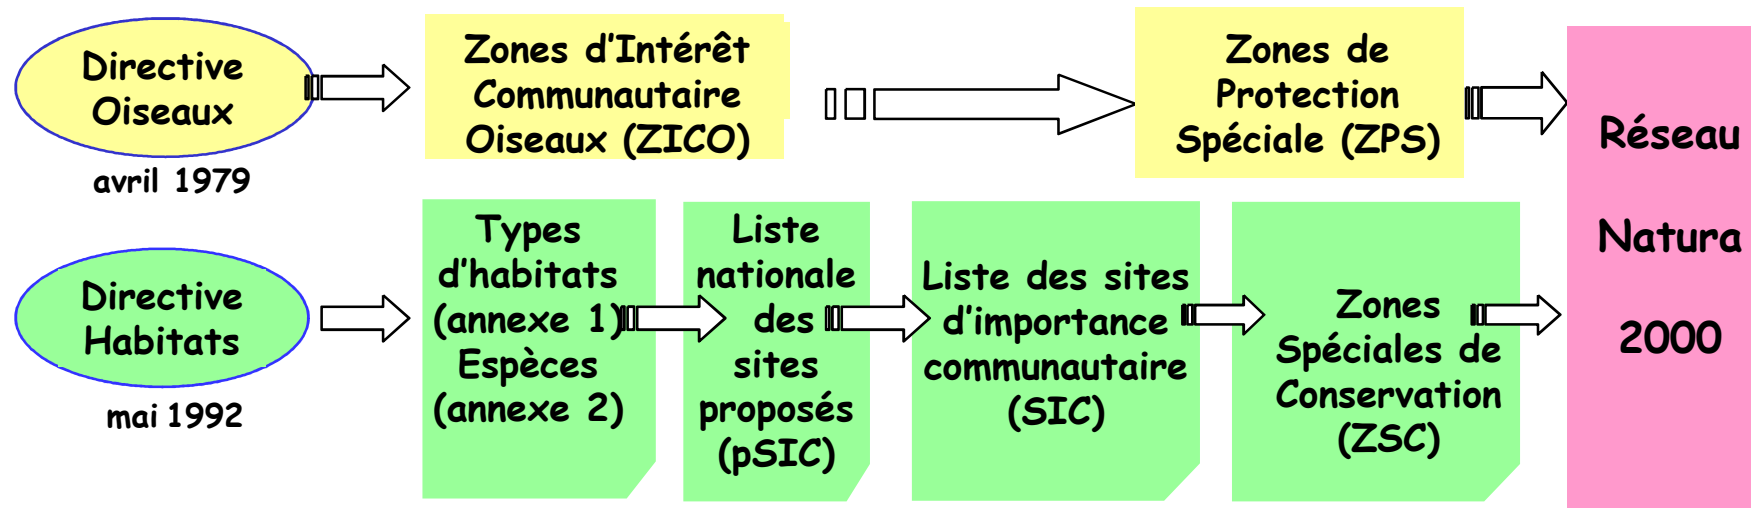 Directive
Oiseaux
avril 1979
Zones d'Intérêt
Communautaire
Oiseaux (ZICO)
Zones de
Protection
Spéciale (ZPS)
Directive
Habitats
mai 1992
Types
d'habitats
(annexe 1)
Espèces
(annexe 2)
Liste
nationale
des
sites
proposés
(pSIC)
Liste des sites
d'importance
communautaire
(SIC)
Zones
Spéciales de
Conservation
(ZSC)
Réseau
Natura
2000